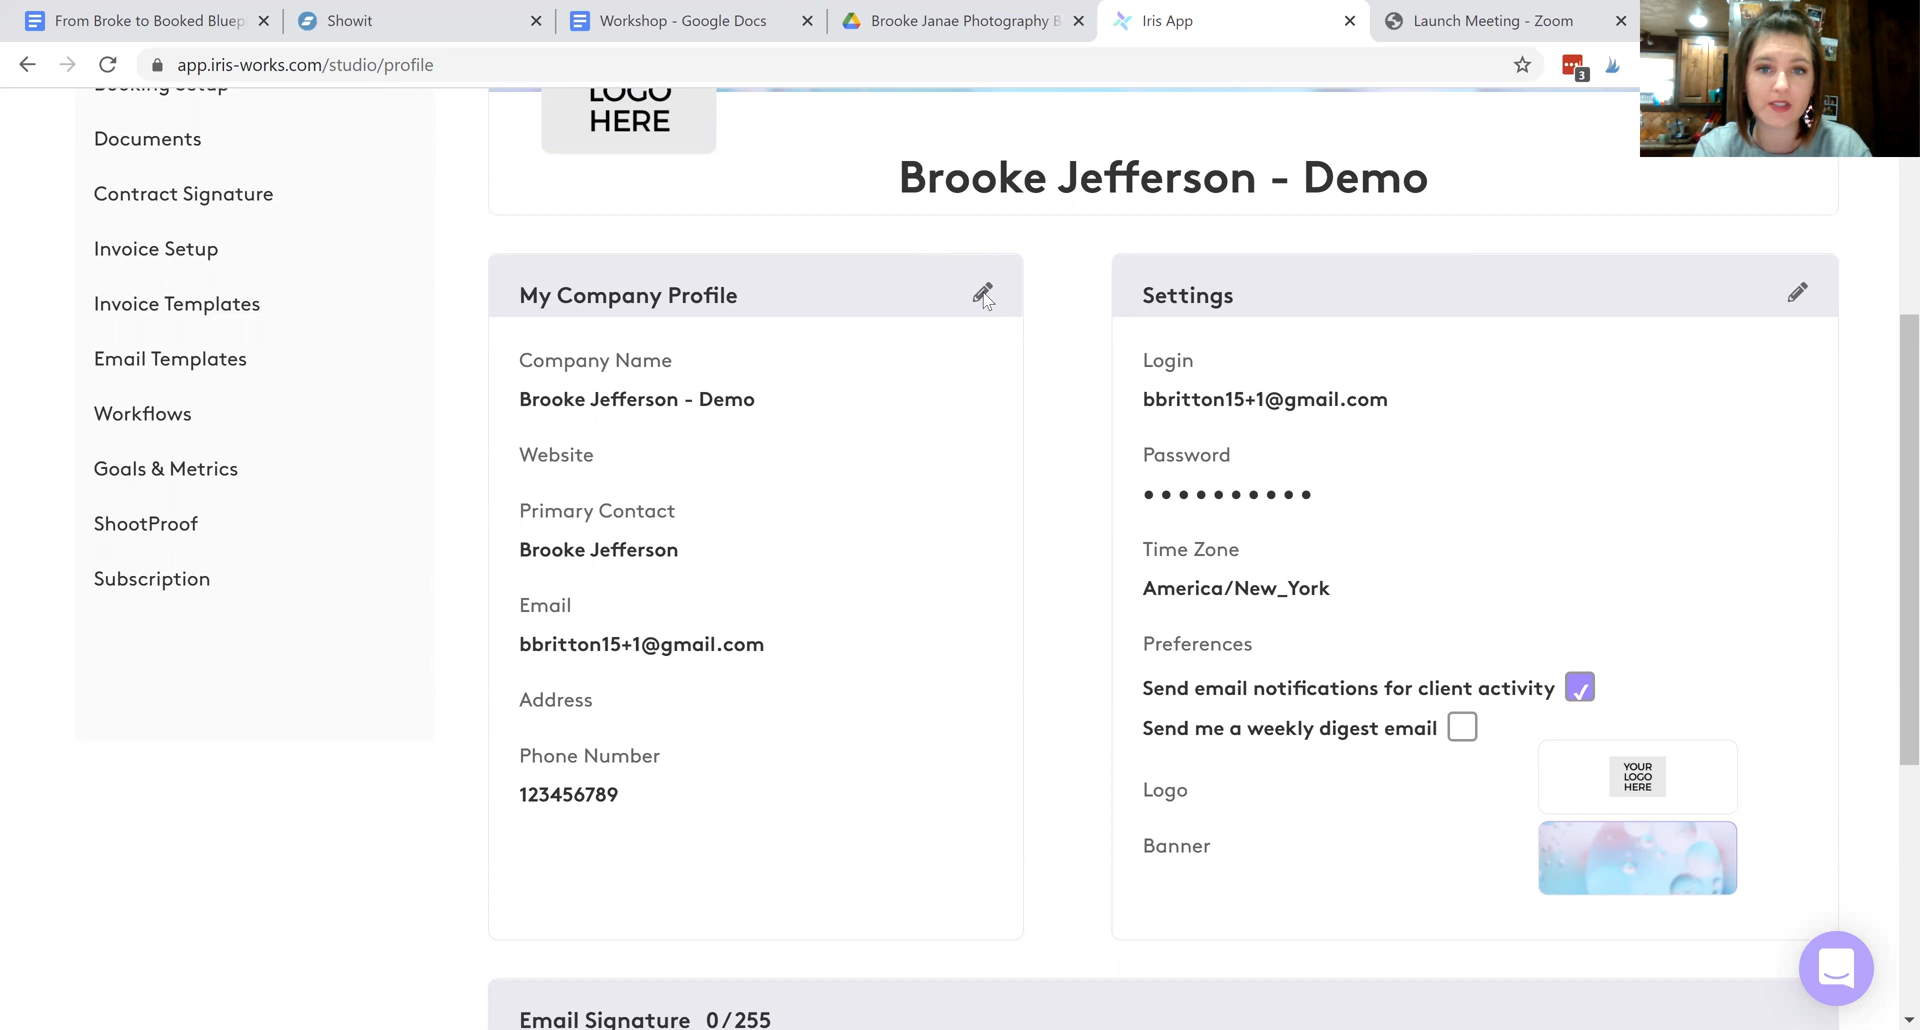 From Broke to Booked Bluep
Showit
Workshop - Google Docs
Brooke Janae Photography B
Iris App
Launch Meeting - Zoom
app.iris-works.com/studio/profile
3
Booking Setup
Documents
Contract Signature
Invoice Setup
Invoice Templates
Email Templates
Workflows
Goals & Metrics
ShootProof
Subscription
LOGO
HERE
Brooke Jefferson - Demo
My Company Profile
Company Name
Brooke Jefferson - Demo
Website
Primary Contact
Brooke Jefferson
Email
bbritton15+1@gmail.com
Address
Phone Number
123456789
Settings
Login
bbritton15+1@gmail.com
Password
Time Zone
America/New_York
Preferences
Send email notifications for client activity
Send me a weekly digest email
Logo
YOUR
LOGO
HERE
Banner
Email Signature 0/255